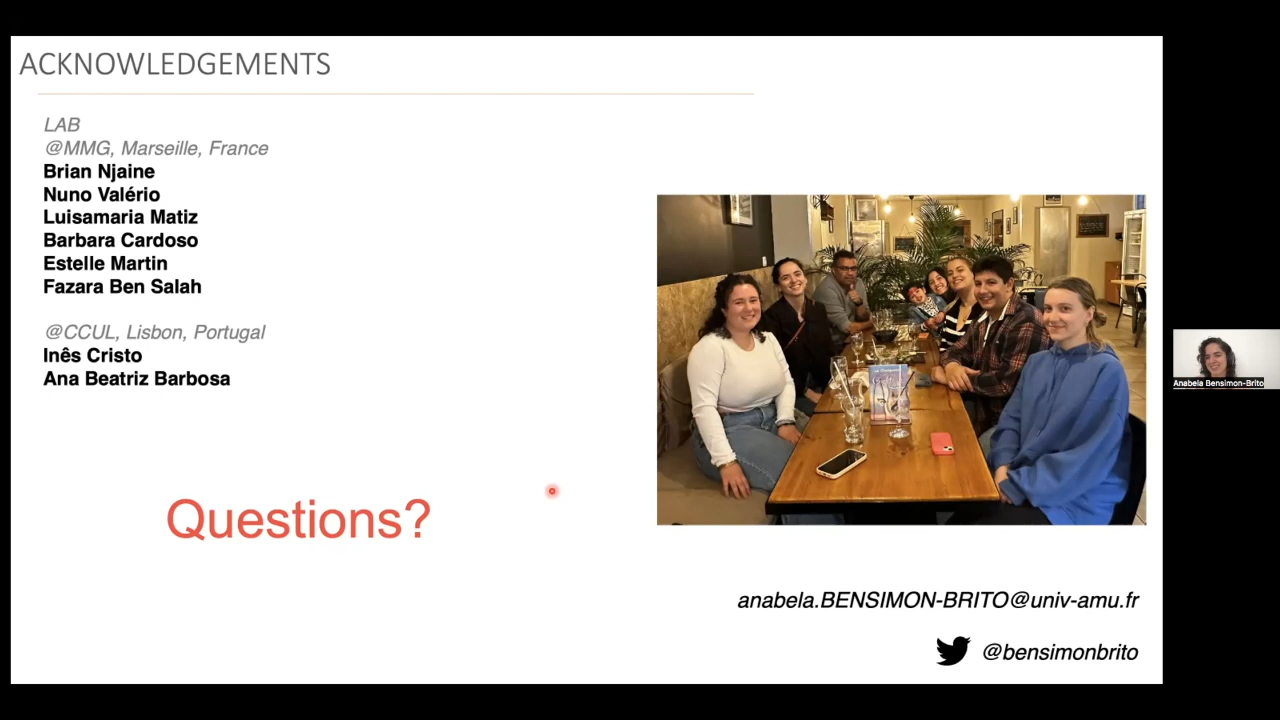 ACKNOWLEDGEMENTS
LAB
@MMG, Marseille, France
Brian Njaine
Nuno Valério
Luisamaria Matiz
Barbara Cardoso
Estelle Martin
Fazara Ben Salah
@CCUL, Lisbon, Portugal
Inês Cristo
Ana Beatriz Barbosa
Questions?
anabela.BENSIMON-BRITO@univ-amu.fr
@bensimonbrito
Anabela Bensimon-Brito